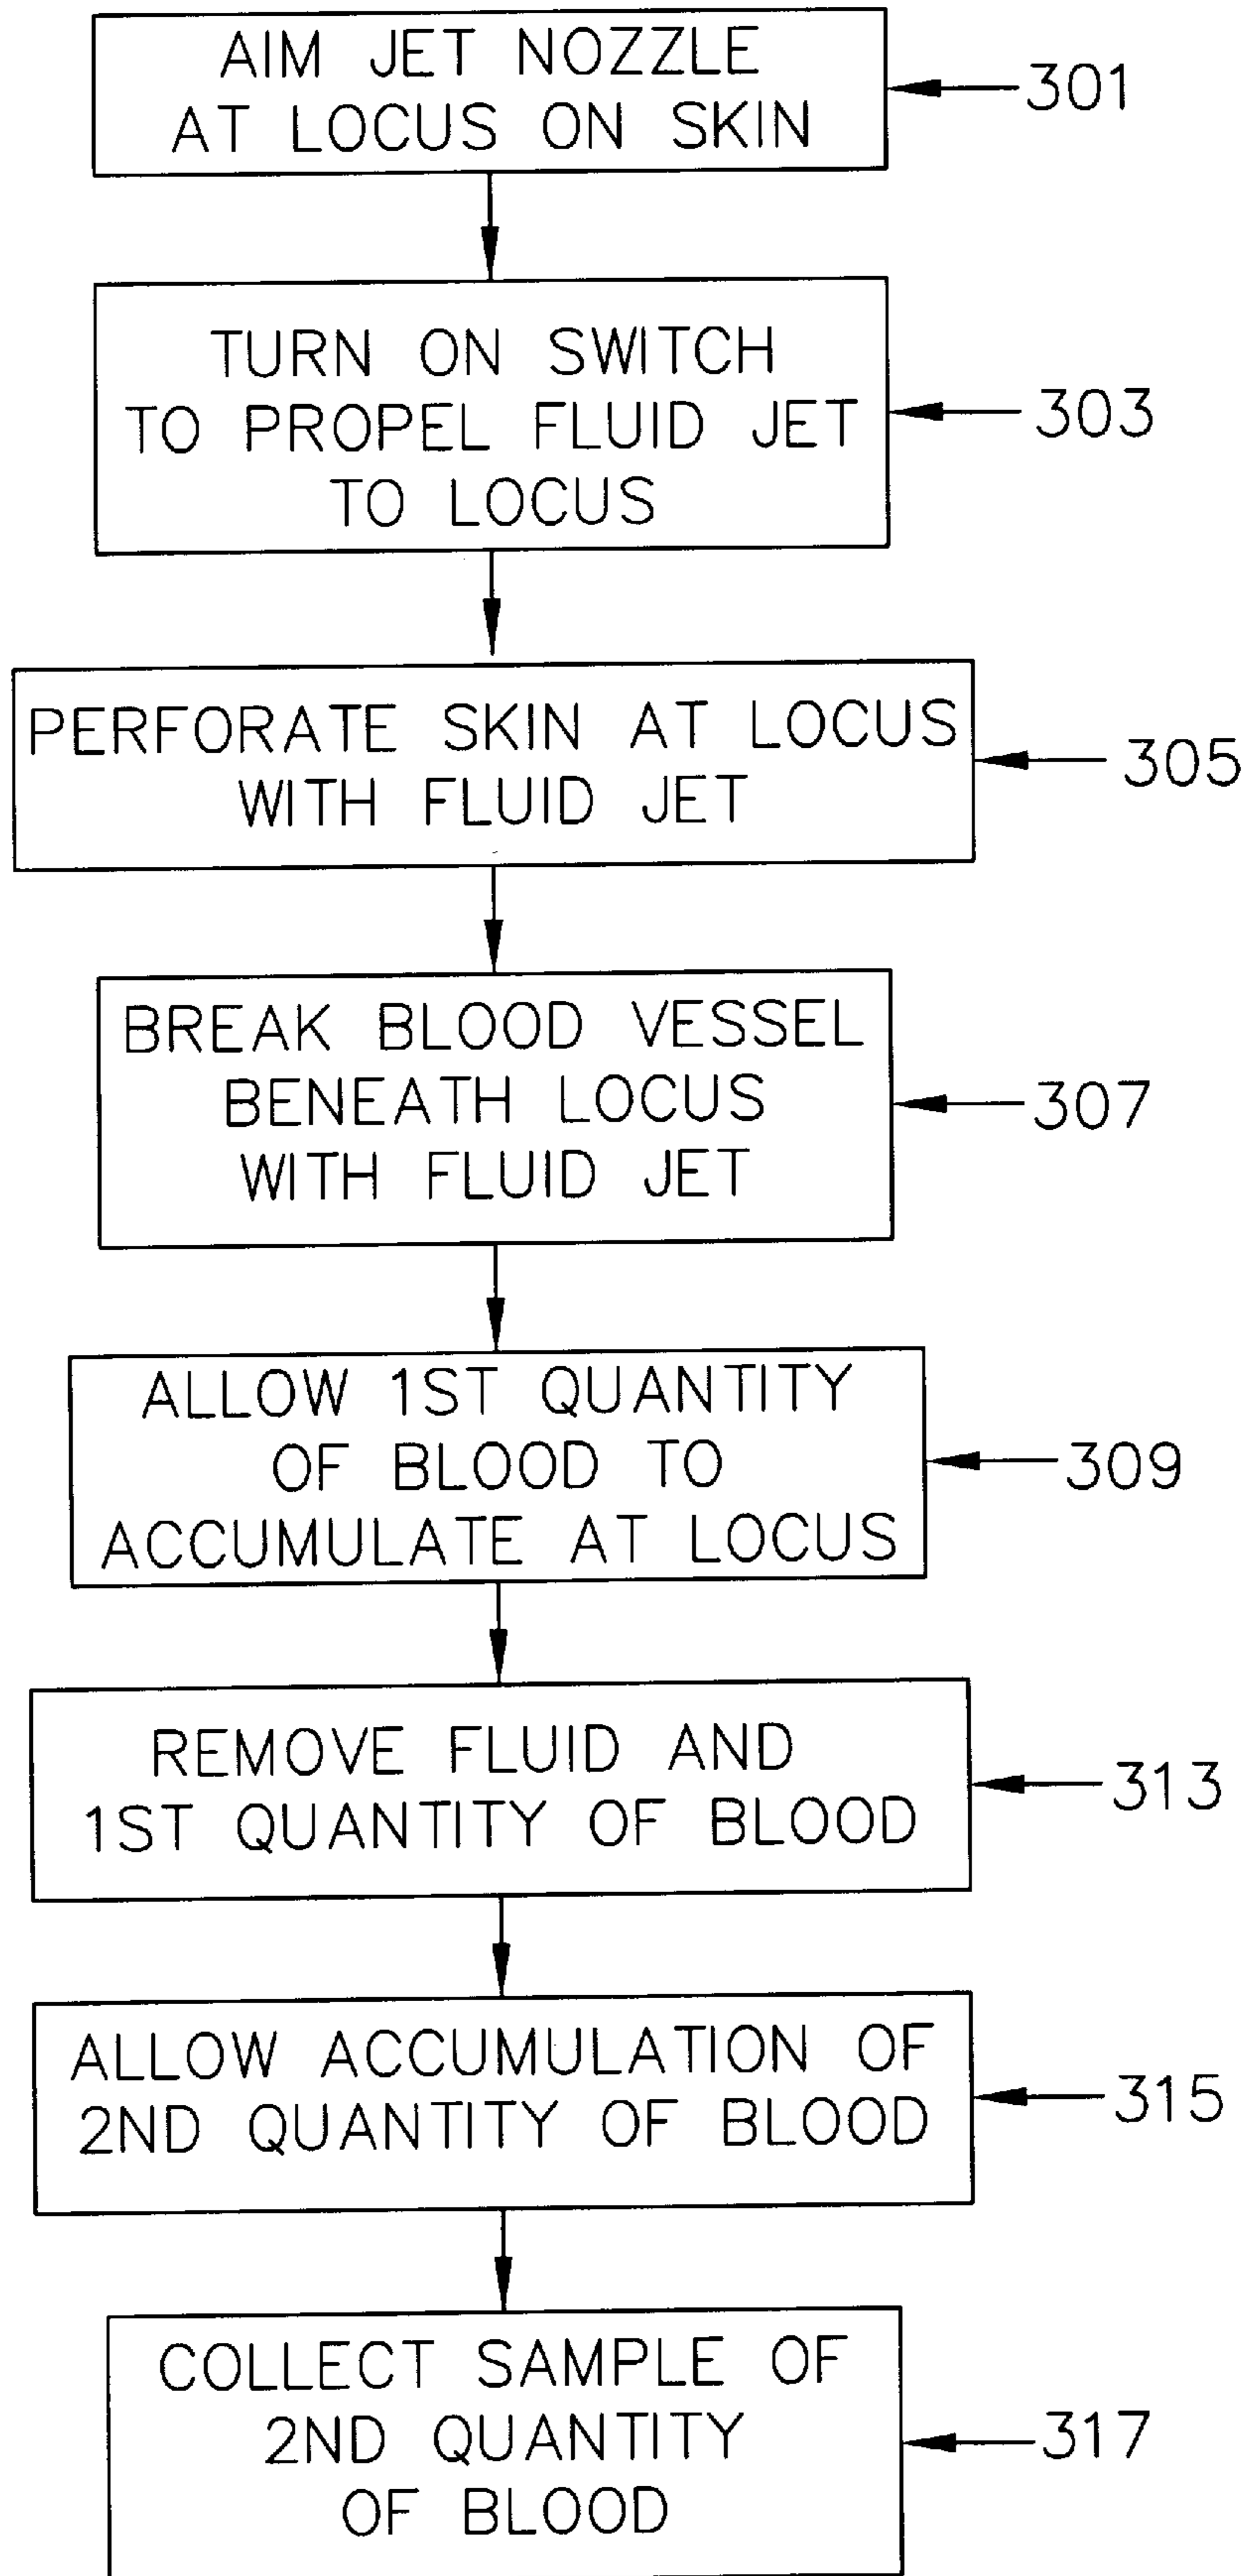 AIM JET NOZZLE
AT LOCUS ON SKIN
301
TURN ON SWITCH
TO PROPEL FLUID JET
TO LOCUS
303
PERFORATE SKIN AT LOCUS
WITH FLUID JET
305
BREAK BLOOD VESSEL
BENEATH LOCUS
WITH FLUID JET
307
ALLOW 1ST QUANTITY
OF BLOOD TO
ACCUMULATE AT LOCUS
309
REMOVE FLUID AND
1ST QUANTITY OF BLOOD
313
ALLOW ACCUMULATION OF
2ND QUANTITY OF BLOOD
315
COLLECT SAMPLE OF
2ND QUANTITY
OF BLOOD
317